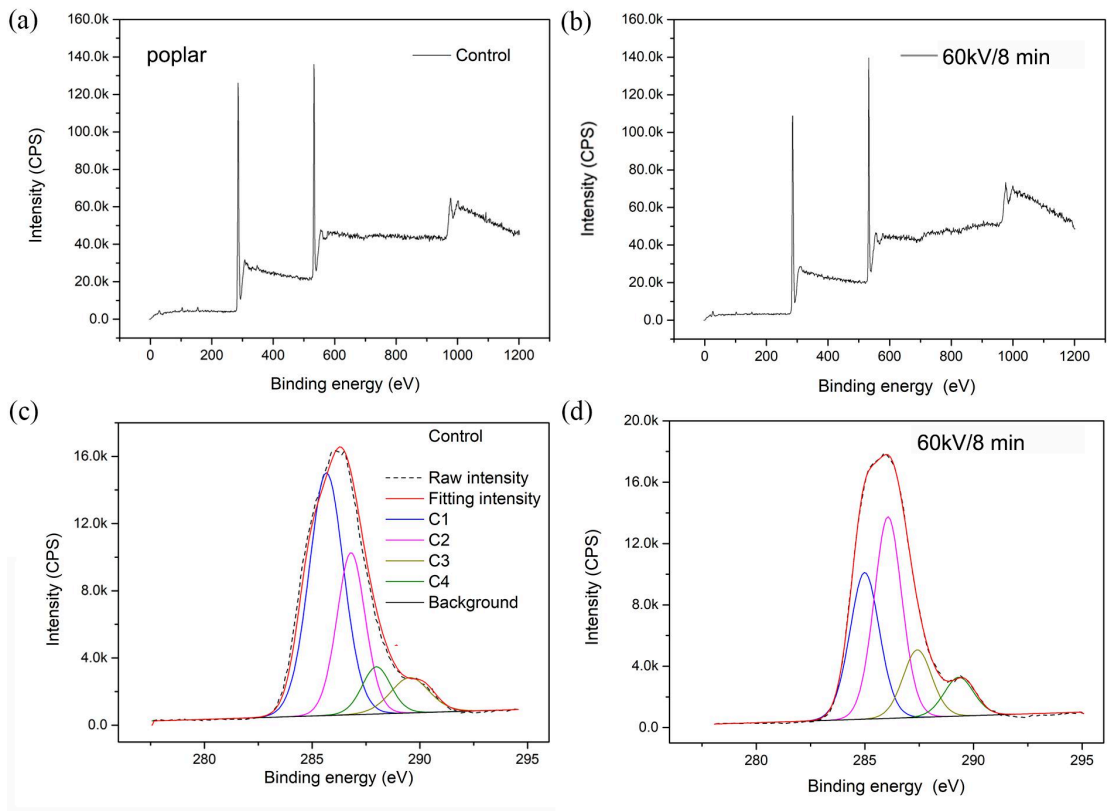 (a)
160.0k
140.0k
120.0k
100.0k
80.0k
60.0k
40.0k
20.0k
0.0
Intensity (CPS)
poplar
Control
0 200 400 600 800 1000 1200
Binding energy (eV)
(b)
160.0k
140.0k
120.0k
100.0k
80.0k
60.0k
40.0k
20.0k
0.0
Intensity (CPS)
60kV/8 min
0 200 400 600 800 1000 1200
Binding energy (eV)
(c)
16.0k
12.0k
8.0k
4.0k
0.0
Intensity (CPS)
Control
Raw intensity
Fitting intensity
C1
C2
C3
C4
Background
280 285 290 295
Binding energy (eV)
(d)
20.0k
16.0k
12.0k
8.0k
4.0k
0.0
Intensity (CPS)
60kV/8 min
280 285 290 295
Binding energy (eV)